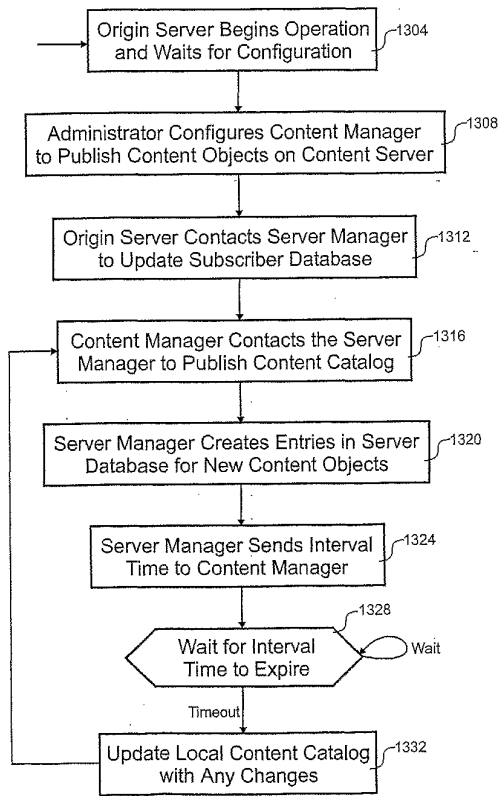 Origin Server Begins Operation
and Waits for Configuration
1304
Administrator Configures Content Manager
to Publish Content Objects on Content Server
1308
Origin Server Contacts Server Manager
to Update Subscriber Database
1312
Content Manager Contacts the Server
Manager to Publish Content Catalog
1316
Server Manager Creates Entries in Server
Database for New Content Objects
1320
Server Manager Sends Interval
Time to Content Manager
1324
1328
Wait for Interval
Time to Expire
Wait
Timeout
Update Local Content Catalog
with Any Changes
1332